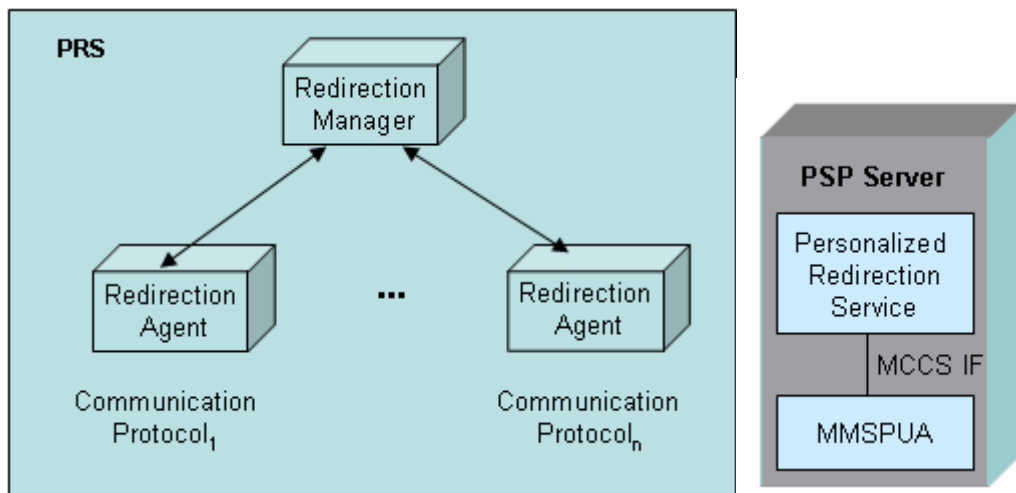 PRS
Redirection
Manager
Redirection
Agent
...
Redirection
Agent
Communication
Protocol1
Communication
Protocoln
PSP Server
Personalized
Redirection
Service
MCCS IF
MMSPUA